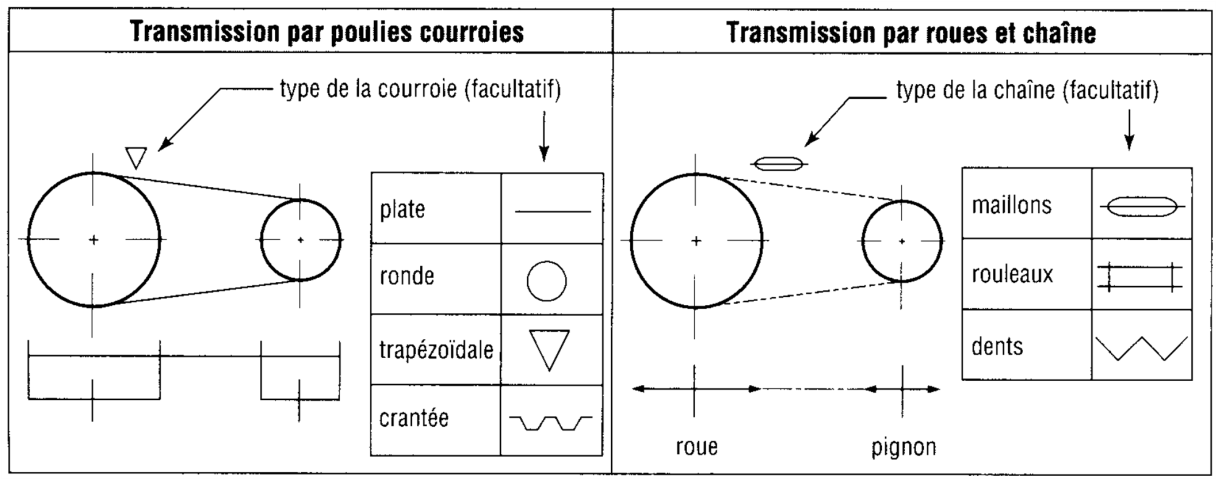 Transmission par poulies courroies
type de la courroie (facultatif)
plate
ronde
trapézoïdale
crantée
Transmission par roues et chaîne
type de la chaîne (facultatif)
maillons
rouleaux
dents
roue
pignon